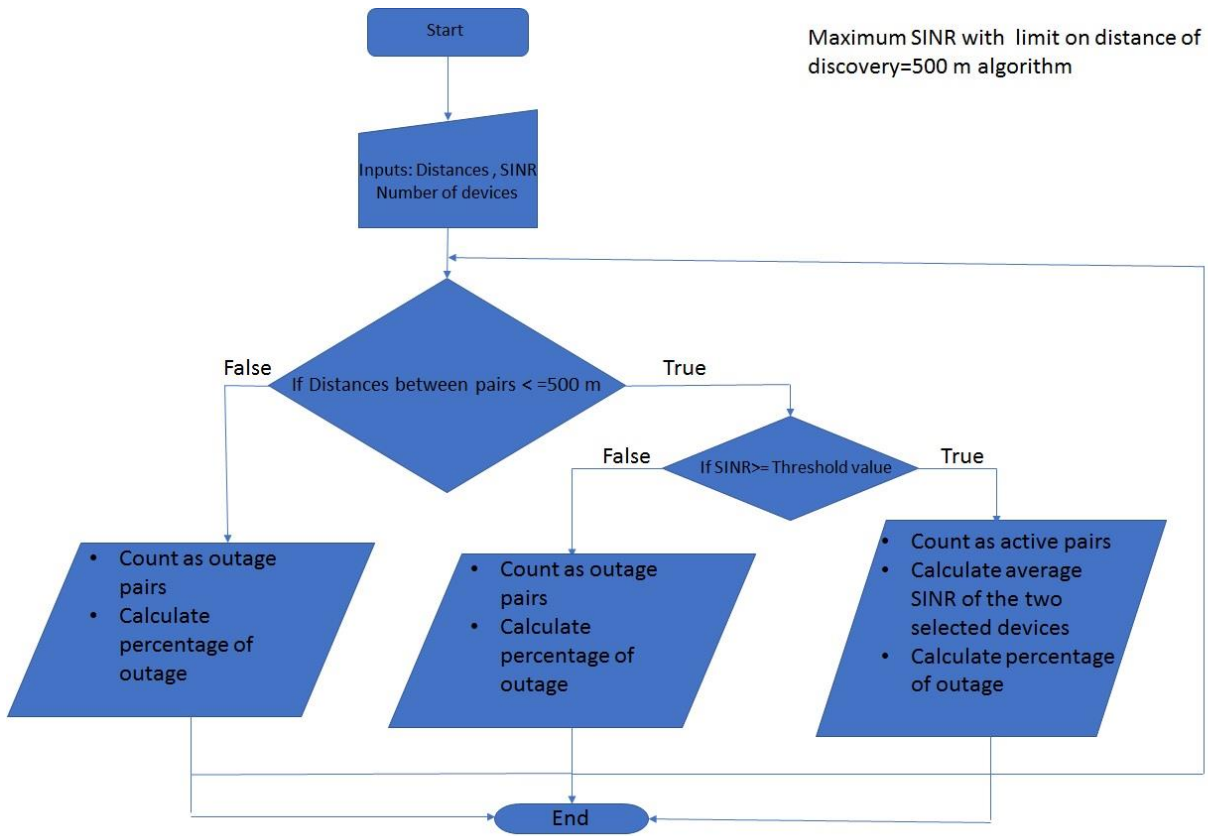 Start
Maximum SINR with limit on distance of
discovery=500 m algorithm
Inputs: Distances , SINR
Number of devices
If Distances between pairs < =500 m
False
True
If SINR>= Threshold value
False
True
• Count as outage
pairs
• Calculate
percentage of
outage
• Count as outage
pairs
• Calculate
percentage of
outage
• Count as active pairs
• Calculate average
SINR of the two
selected devices
• Calculate percentage
of outage
End